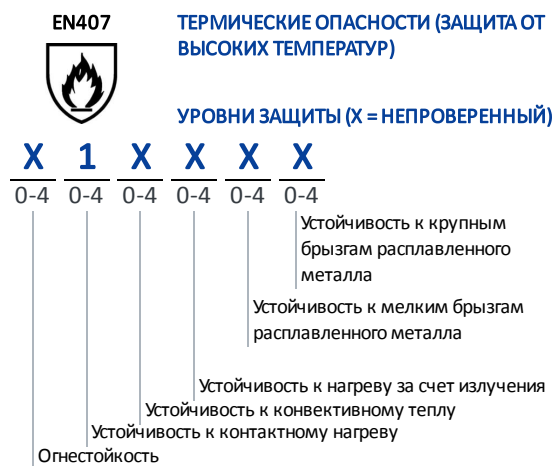 EN407
ТЕРМИЧЕСКИЕ ОПАСНОСТИ (ЗАЩИТА ОТ
ВЫСОКИХ ТЕМПЕРАТУР)
УРОВНИ ЗАЩИТЫ (X = НЕПРОВЕРЕННЫЙ)
X 1 X X X X
0-4 0-4 0-4 0-4 0-4 0-4
Устойчивость к крупным
брызгам расплавленного
металла
Устойчивость к мелким брызгам
расплавленного металла
Устойчивость к нагреву за счет излучения
Устойчивость к конвективному теплу
Устойчивость к контактному нагреву
Огнестойкость